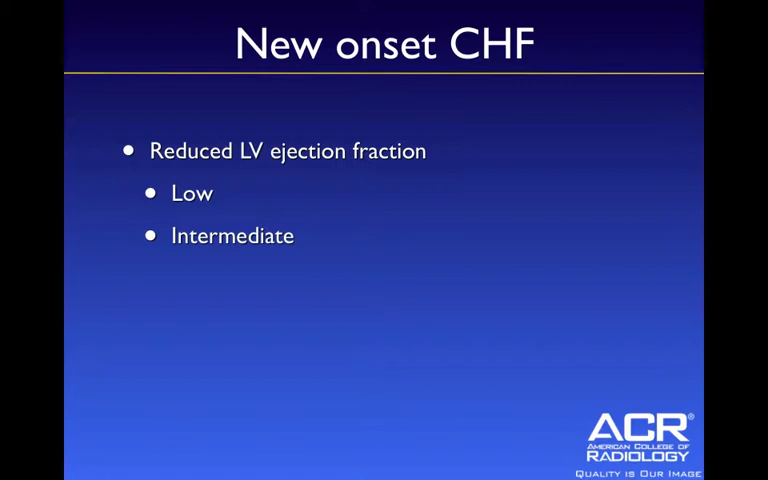 New onset CHF
• Reduced LV ejection fraction
• Low
• Intermediate
ACR®
AMERICAN COLLEGE OF
RADIOLOGY
QUALITY IS OUR IMAGE